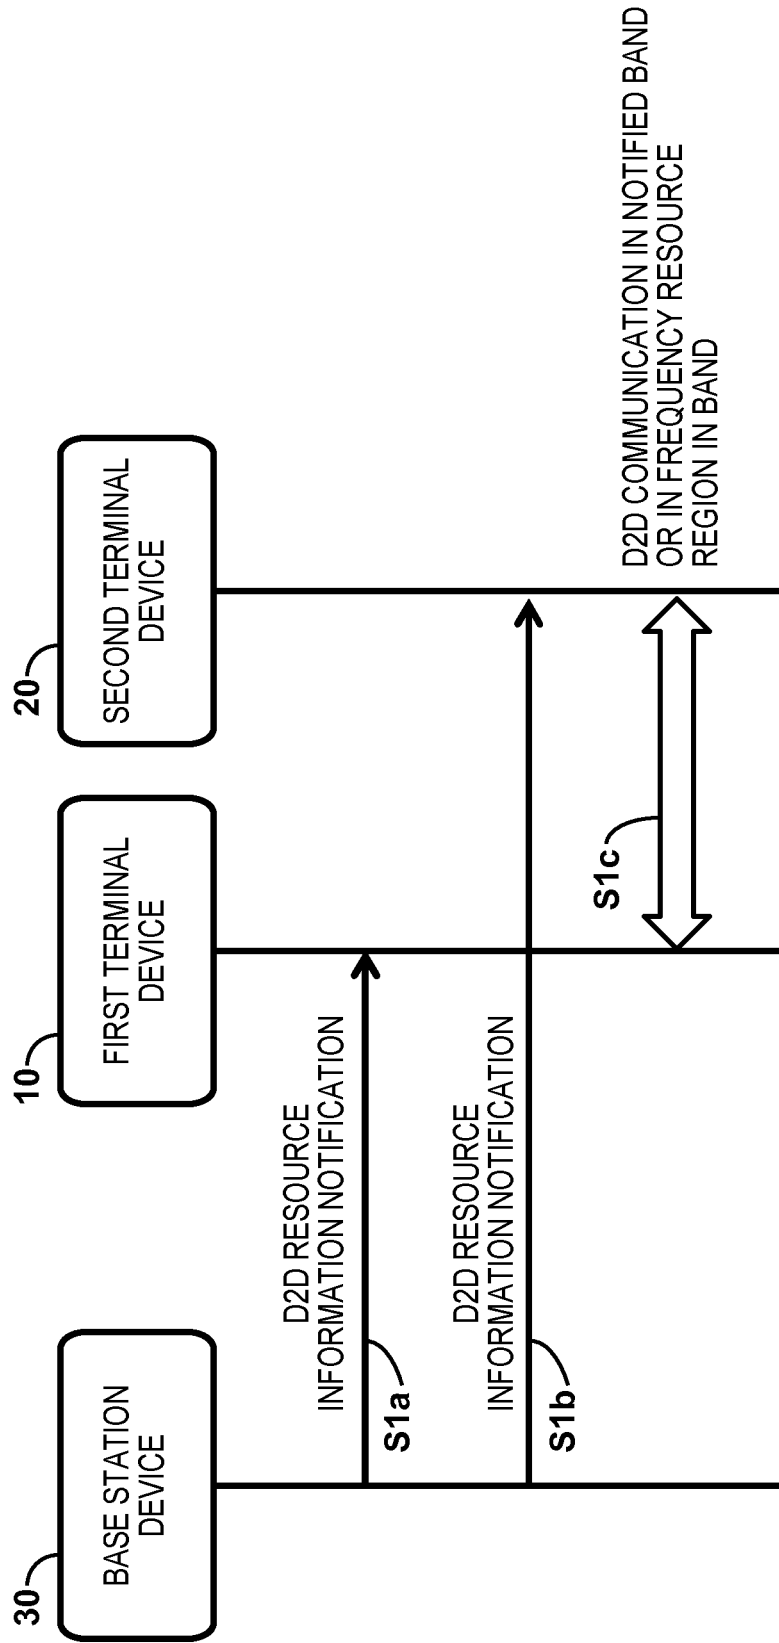 30
BASE STATION
DEVICE
10
FIRST TERMINAL
DEVICE
20
SECOND TERMINAL
DEVICE
D2D RESOURCE
INFORMATION NOTIFICATION
S1a
D2D RESOURCE
INFORMATION NOTIFICATION
S1b
S1c
D2D COMMUNICATION IN NOTIFIED BAND
OR IN FREQUENCY RESOURCE
REGION IN BAND